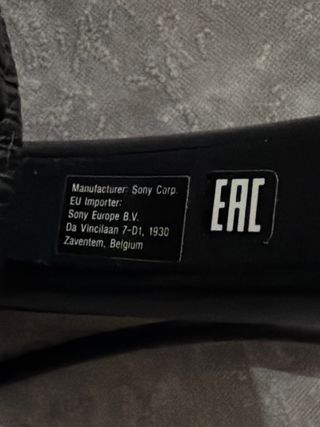 Manufacturer: Sony Corp.
EU Importer:
Sony Europe B.V.
Da Vincilaan 7-D1, 1930
Zaventem, Belgium
EAC